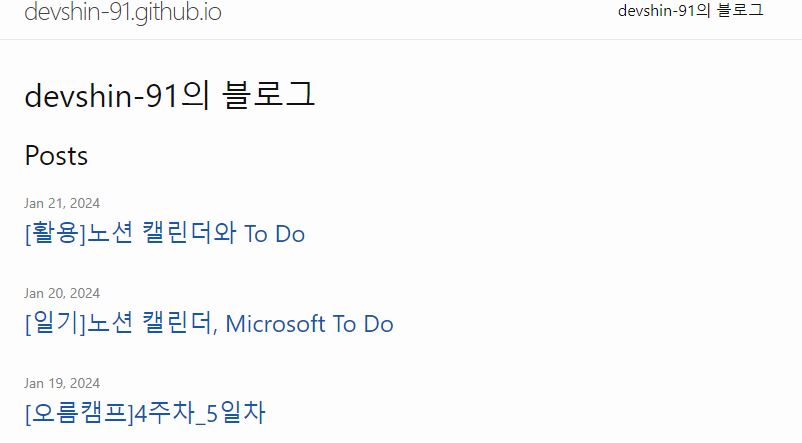 devshin-91.github.io
devshin-91의 블로그
devshin-91의 블로그
Posts
Jan 21, 2024
[활용]노션 캘린더와 To Do
Jan 20, 2024
[일기]노션 캘린더, Microsoft To Do
Jan 19, 2024
[오름캠프]4주차_5일차